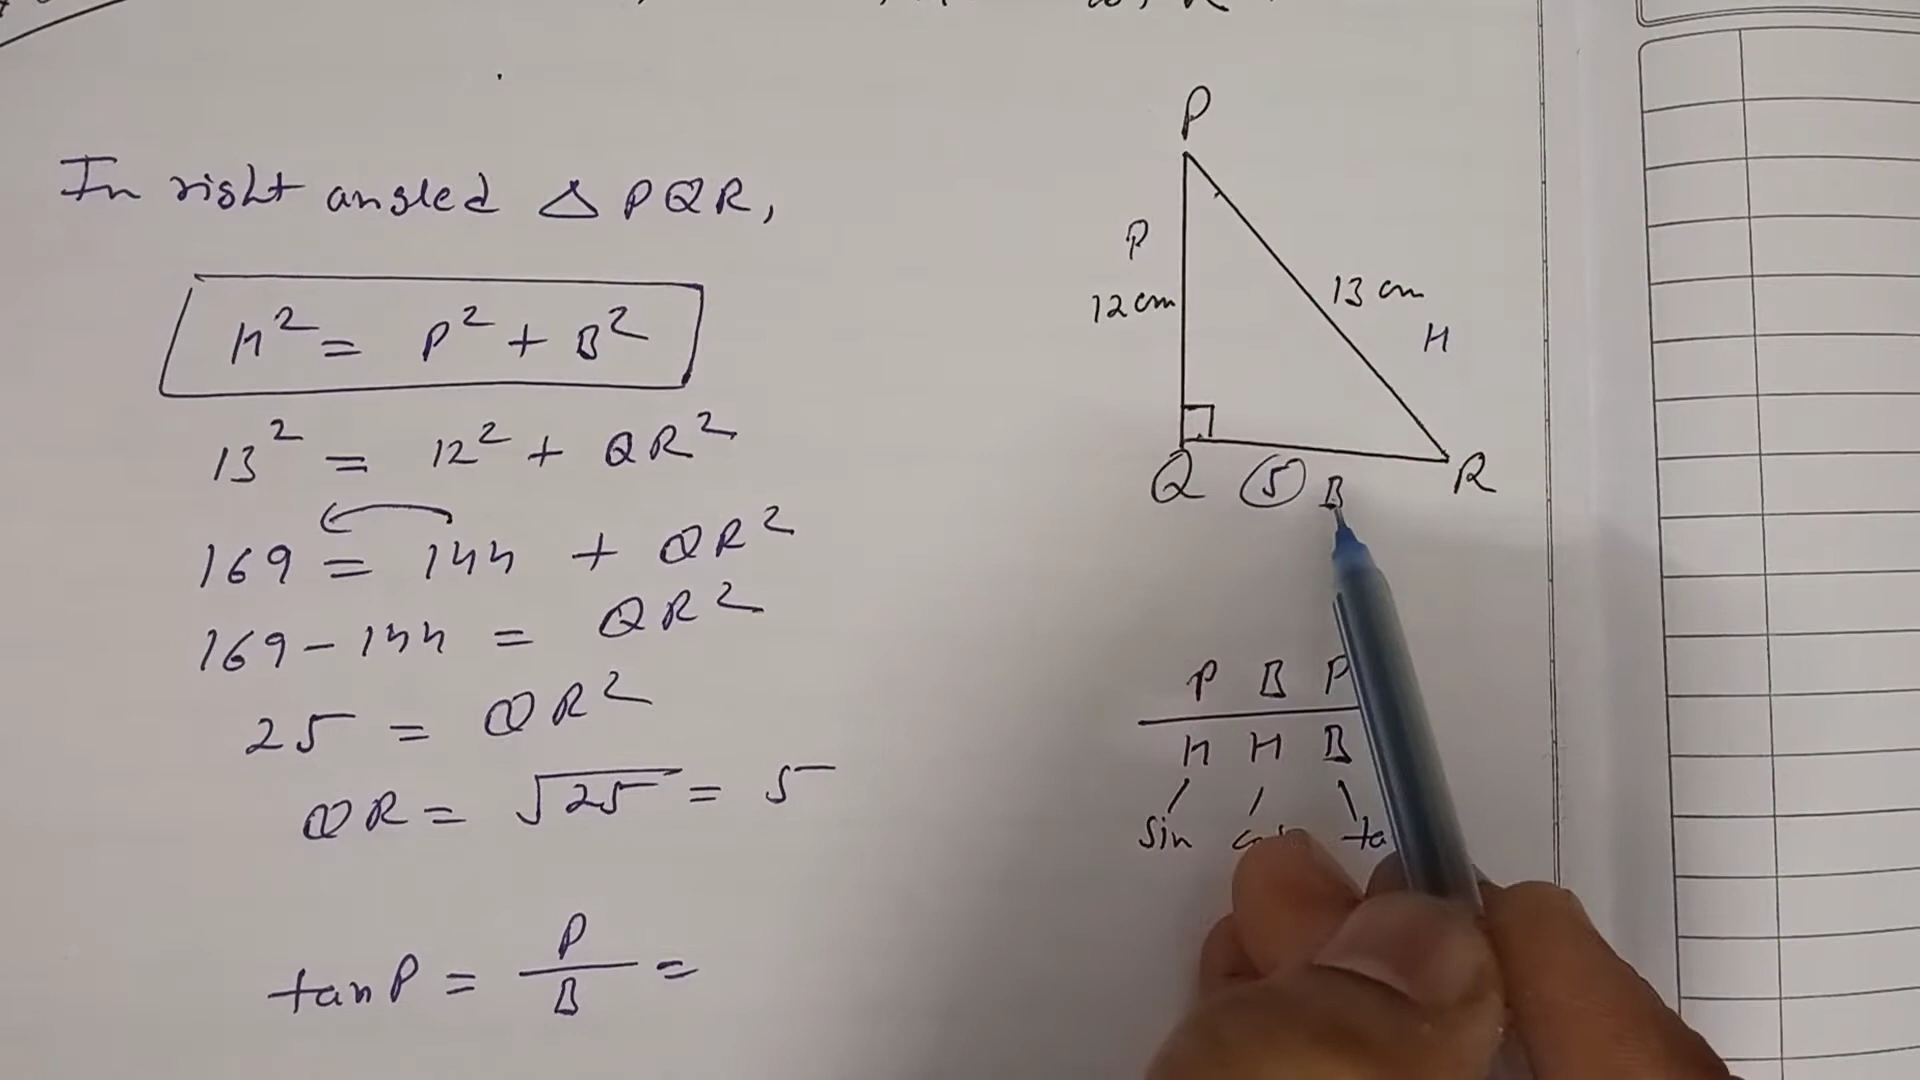 In right angled △ PQR,
H² = P² + B²
13² = 12² + QR²
169 = 144 + QR²
169 - 144 = QR²
25 = QR²
QR = √25 = 5
tan P = P/B =
P
P
12 cm
13 cm
H
Q 5 B R
P B P
H H B
sin